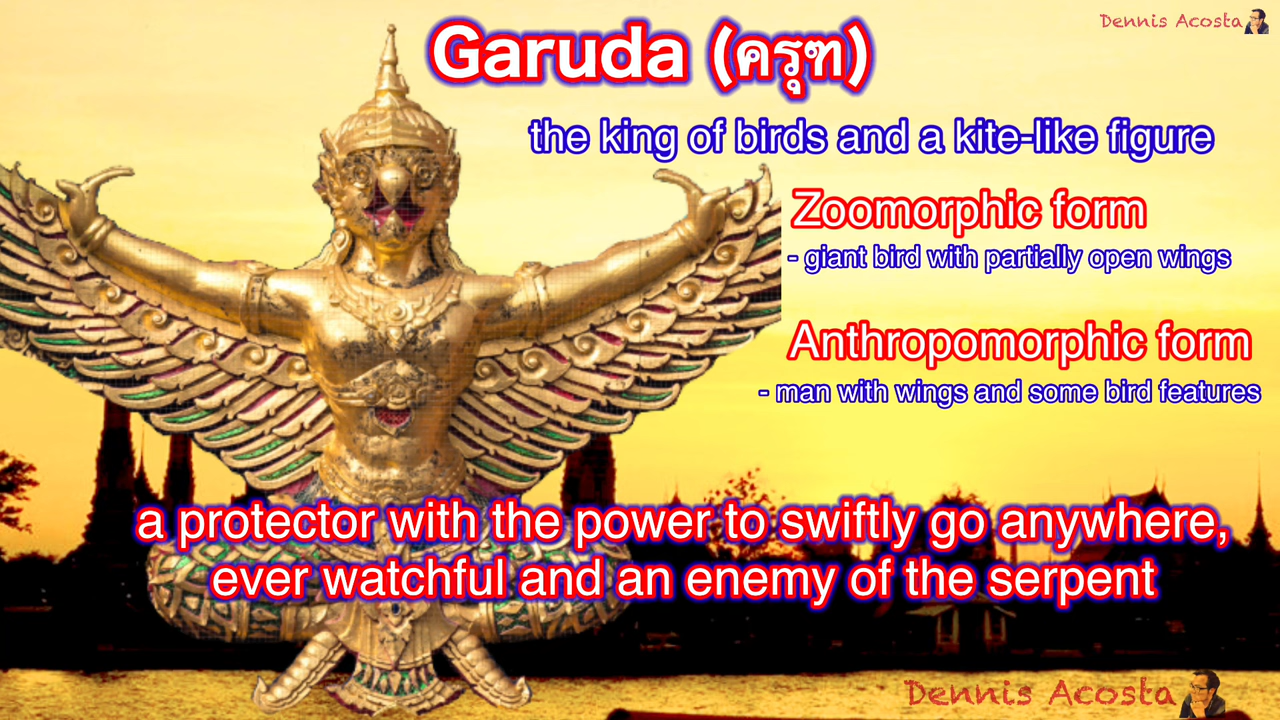 Dennis Acosta
Garuda (ครุฑ)
the king of birds and a kite-like figure
Zoomorphic form
- giant bird with partially open wings
Anthropomorphic form
- man with wings and some bird features
a protector with the power to swiftly go anywhere,
ever watchful and an enemy of the serpent
Dennis Acosta